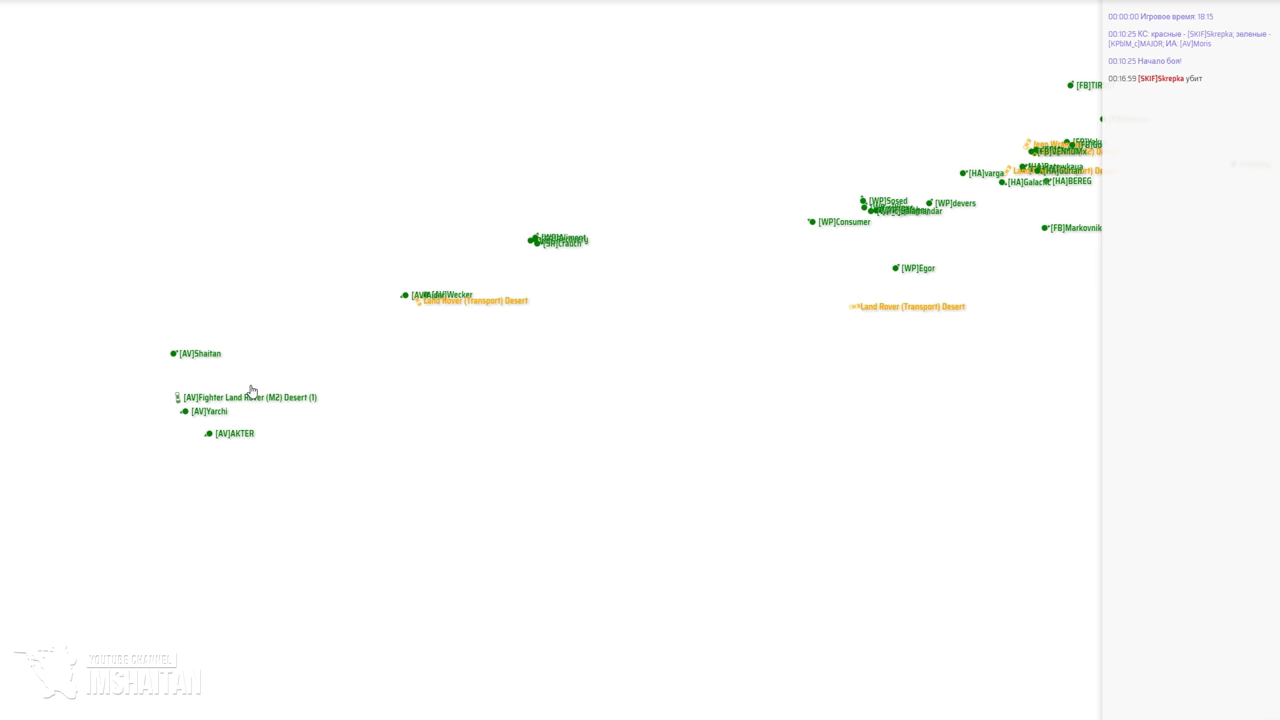 00:00:00 Игровое время: 18:15
00:10:25 КС: красные - [SKIF]Skrepka; зеленые -
[KPbIM_c]MAJOR; ИА: [AV]Moris
00:10:25 Начало боя!
00:16:59 [SKIF]Skrepka убит
[FB]TIR
[HA]varga
[HA]Galactic
[HA]BEREG
[WP]Sosed
[WP]devers
[WP]Consumer
[FB]Markovnik
[WP]Egor
[AV]Wecker
Land Rover (Transport) Desert
Land Rover (Transport) Desert
[AV]Shaitan
[AV]Fighter Land Rover (M2) Desert (1)
[AV]Yarchi
[AV]AKTER
YOUTUBE CHANNEL
IMSHAITAN